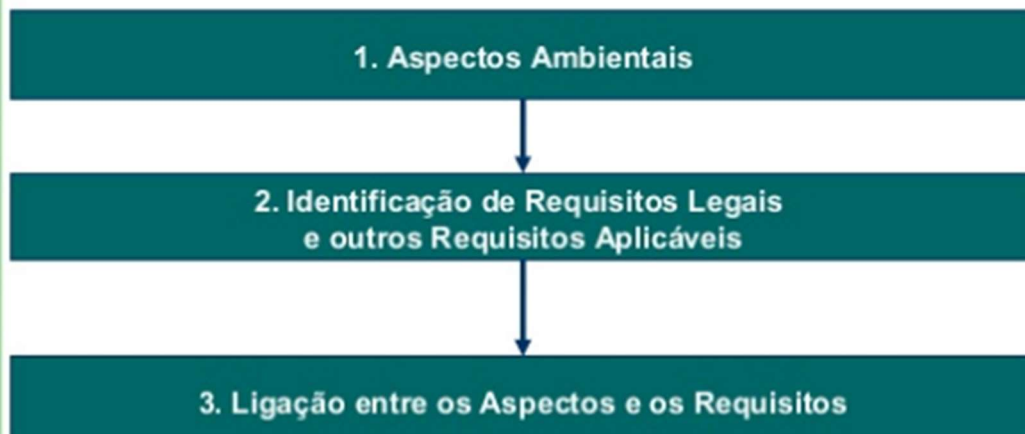 1. Aspectos Ambientais
2. Identificação de Requisitos Legais
e outros Requisitos Aplicáveis
3. Ligação entre os Aspectos e os Requisitos